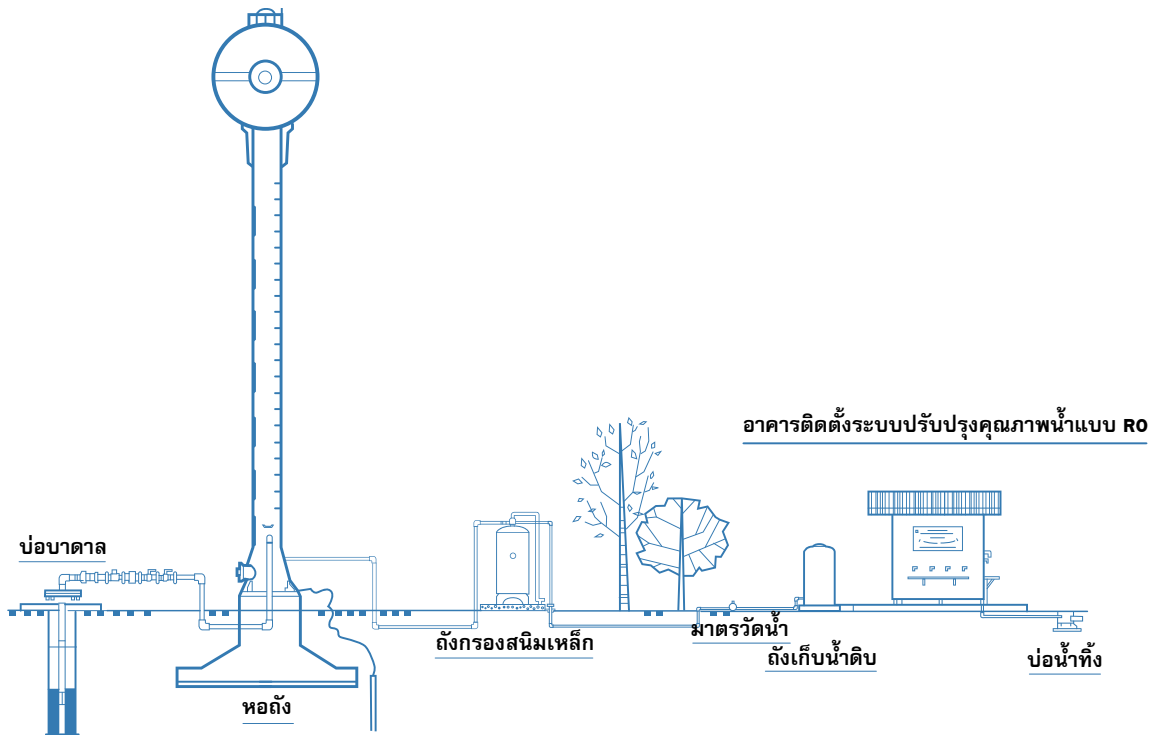 อาคารติดตั้งระบบปรับปรุงคุณภาพน้ำแบบ RO
บ่อบาดาล
ถังกรองสนิมเหล็ก
มาตรวัดน้ำ
ถังเก็บน้ำดิบ
บ่อน้ำทิ้ง
หอถัง